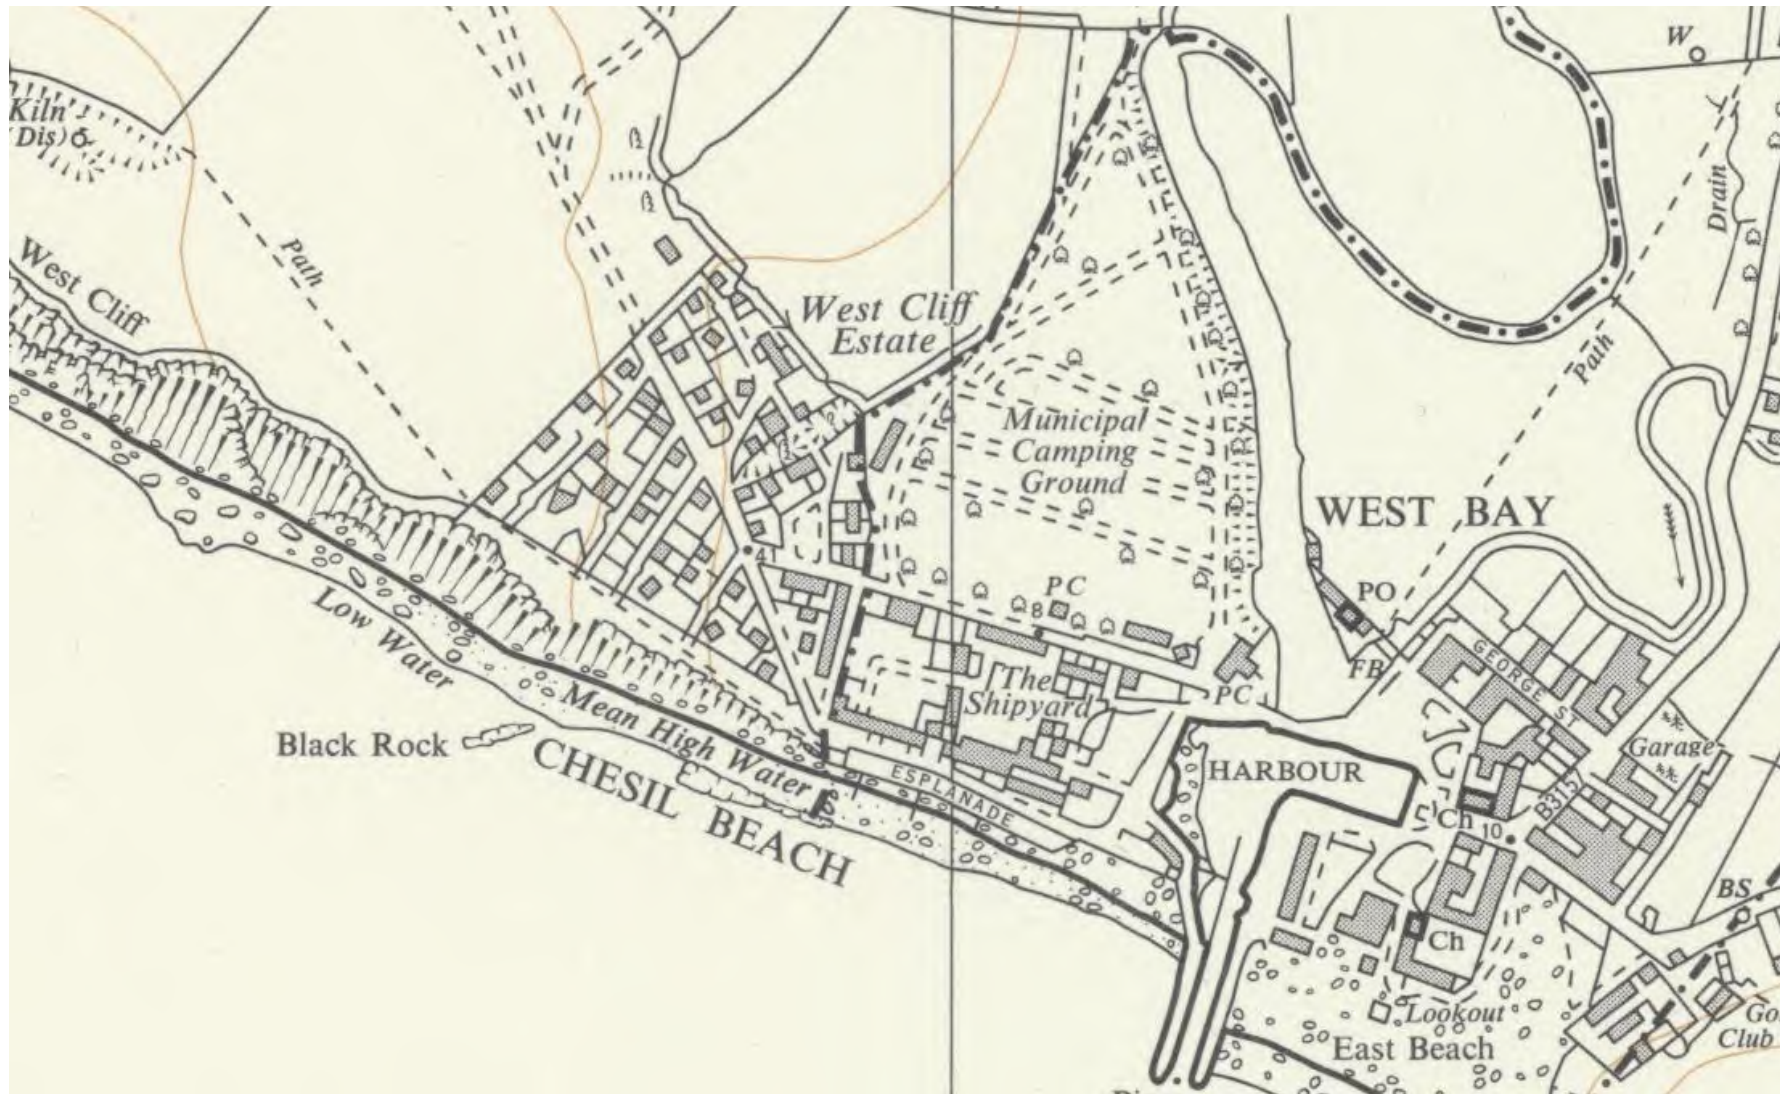 W
Kiln
(Dis)
Drain
Path
West Cliff
West Cliff
Estate
Path
Municipal
Camping
Ground
WEST BAY
41
PC
8
PO
Low Water
FB
GEORGE ST
The
Shipyard
PC
Mean High Water
Black Rock
Garage
CHESIL BEACH
ESPLANADE
HARBOUR
B3157
Ch
10
BS
Ch
Lookout
East Beach
Club